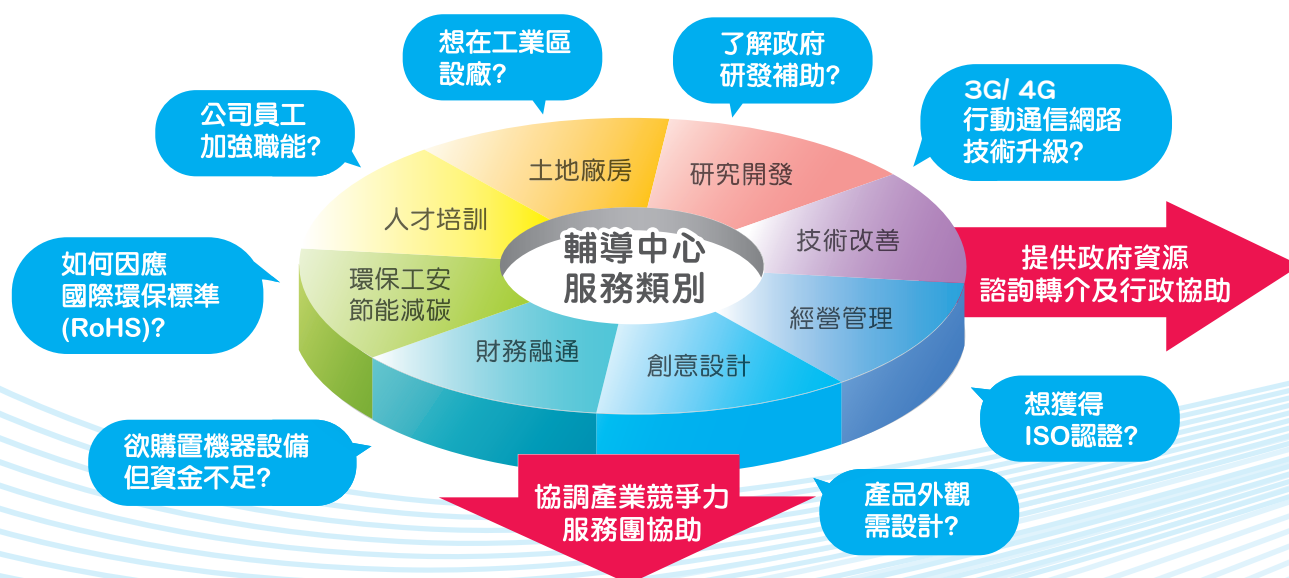 想在工業區
設廠?
了解政府
研發補助?
公司員工
加強職能?
3G/ 4G
行動通信網路
技術升級?
土地廠房
研究開發
人才培訓
技術改善
輔導中心
服務類別
如何因應
國際環保標準
(RoHS)?
環保工安
節能減碳
提供政府資源
諮詢轉介及行政協助
經營管理
財務融通
創意設計
想獲得
ISO認證?
欲購置機器設備
但資金不足?
協調產業競爭力
服務團協助
產品外觀
需設計?